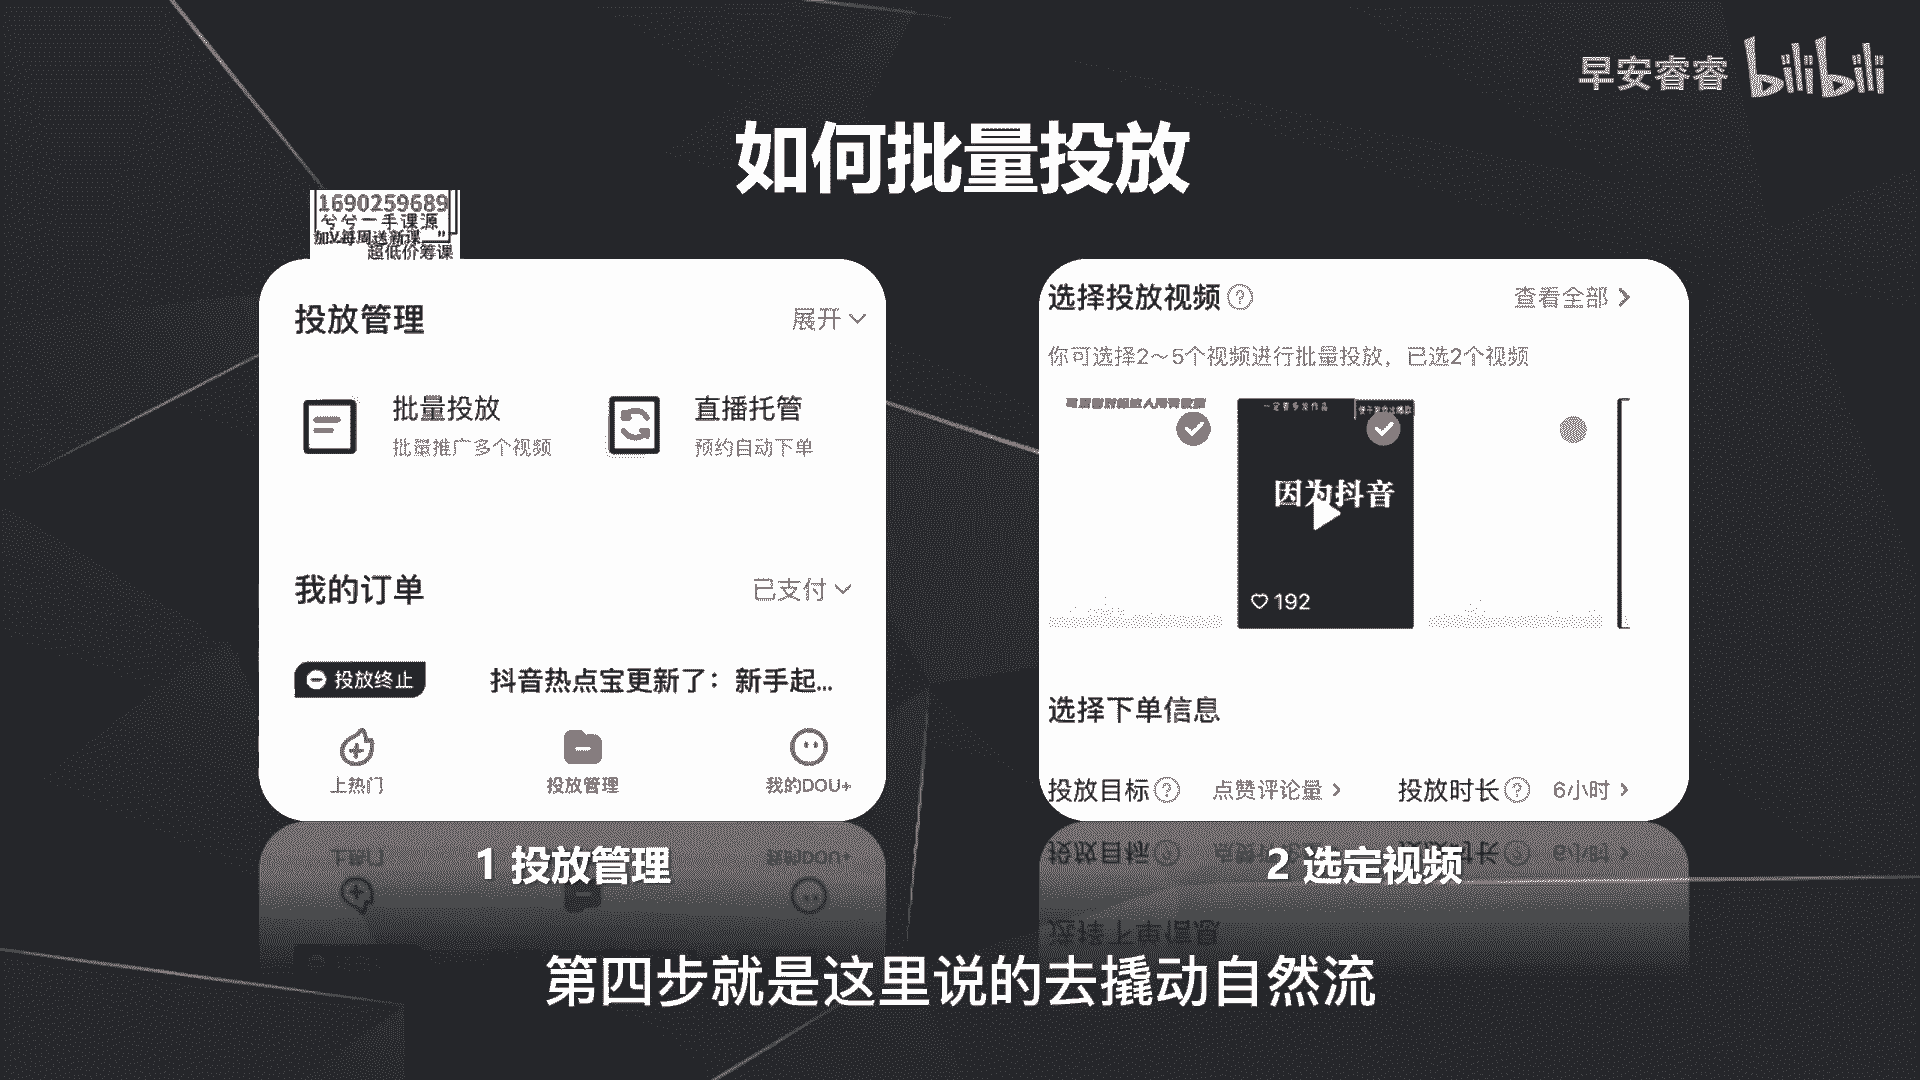 早安睿睿 bilibili
如何批量投放
1690259689
兮兮一手课源
加V每周送新课
超低价筹课
投放管理
展开
批量投放
批量推广多个视频
直播托管
预约自动下单
我的订单
已支付
投放终止
抖音热点宝更新了：新手起...
上热门
投放管理
我的DOU+
1 投放管理
选择投放视频
查看全部
你可选择2～5个视频进行批量投放，已选2个视频
一定要多发作品
因为抖音
192
选择下单信息
投放目标
点赞评论量
投放时长
6小时
2 选定视频
第四步就是这里说的去撬动自然流